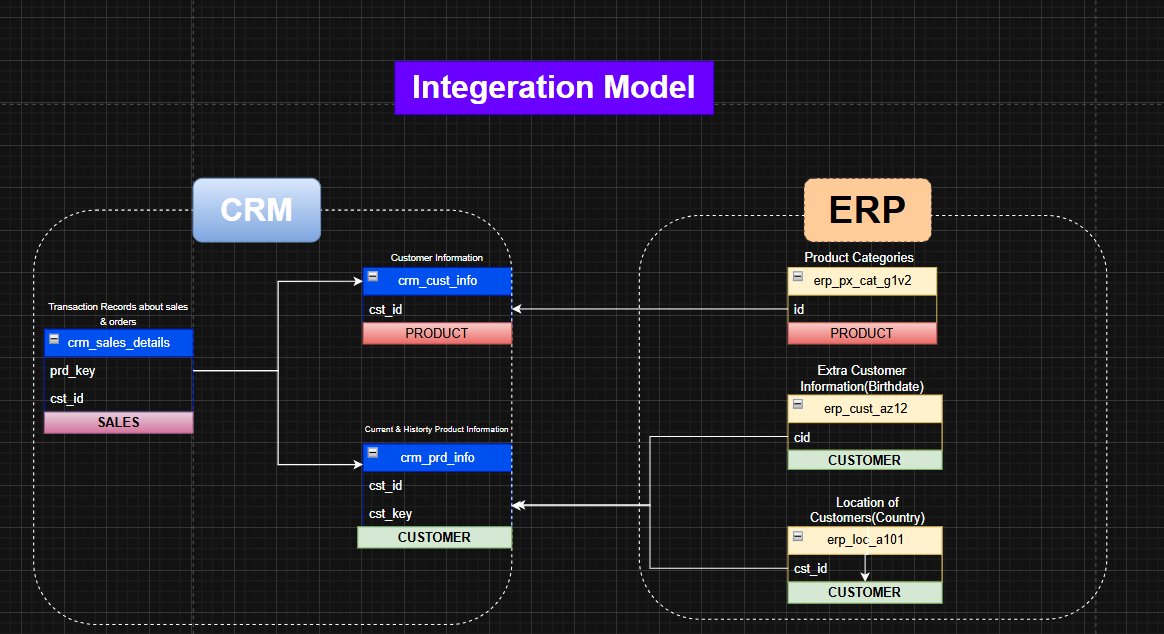 Integeration Model
CRM
ERP
Customer Information
crm_cust_info
cst_id
PRODUCT
Transaction Records about sales
& orders
crm_sales_details
prd_key
cst_id
SALES
Current & Historty Product Information
crm_prd_info
cst_id
cst_key
CUSTOMER
Product Categories
erp_px_cat_g1v2
id
PRODUCT
Extra Customer
Information(Birthdate)
erp_cust_az12
cid
CUSTOMER
Location of
Customers(Country)
erp_loc_a101
cst_id
CUSTOMER